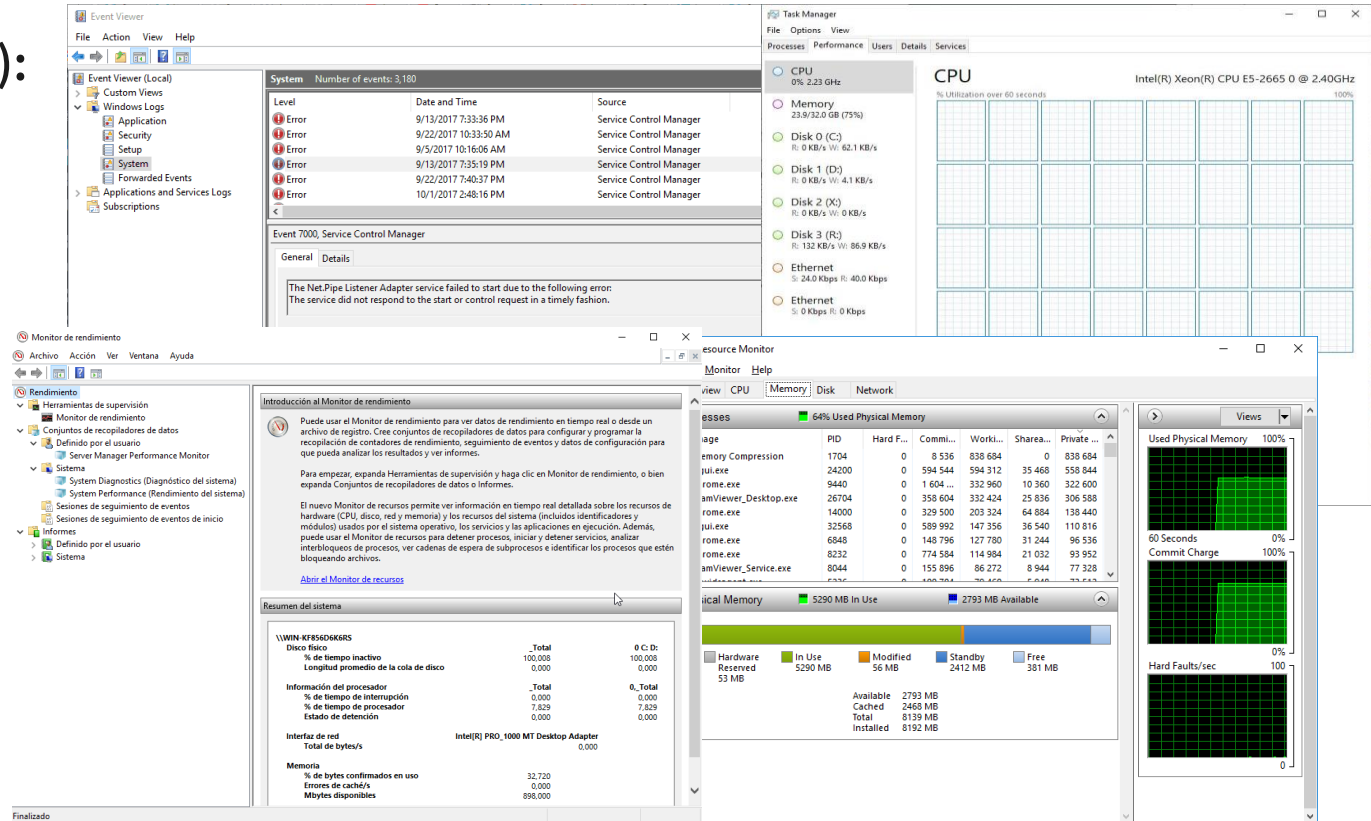 ):
Event Viewer
File Action View Help
Event Viewer (Local)
Custom Views
Windows Logs
Application
Security
Setup
System
Forwarded Events
Applications and Services Logs
Subscriptions
System Number of events: 3,180
Level Date and Time Source
Error 9/13/2017 7:33:36 PM Service Control Manager
Error 9/22/2017 10:33:50 AM Service Control Manager
Error 9/5/2017 10:16:06 AM Service Control Manager
Error 9/13/2017 7:35:19 PM Service Control Manager
Error 9/22/2017 7:40:37 PM Service Control Manager
Error 10/1/2017 2:48:16 PM Service Control Manager
Event 7000, Service Control Manager
General Details
The Net.Pipe Listener Adapter service failed to start due to the following error:
The service did not respond to the start or control request in a timely fashion.
Task Manager
File Options View
Processes Performance Users Details Services
CPU
0% 2.23 GHz
Memory
23.9/32.0 GB (75%)
Disk 0 (C:)
R: 0 KB/s W: 62.1 KB/s
Disk 1 (D:)
R: 0 KB/s W: 4.1 KB/s
Disk 2 (X:)
R: 0 KB/s W: 0 KB/s
Disk 3 (R:)
R: 132 KB/s W: 86.9 KB/s
Ethernet
S: 24.0 Kbps R: 40.0 Kbps
Ethernet
S: 0 Kbps R: 0 Kbps
CPU Intel(R) Xeon(R) CPU E5-2665 0 @ 2.40GHz
% Utilization over 60 seconds 100%
Monitor de rendimiento
Archivo Acción Ver Ventana Ayuda
Rendimiento
Herramientas de supervisión
Monitor de rendimiento
Conjuntos de recopiladores de datos
Definido por el usuario
Server Manager Performance Monitor
Sistema
System Diagnostics (Diagnóstico del sistema)
System Performance (Rendimiento del sistema)
Sesiones de seguimiento de eventos
Sesiones de seguimiento de eventos de inicio
Informes
Definido por el usuario
Sistema
Introducción al Monitor de rendimiento
Puede usar el Monitor de rendimiento para ver datos de rendimiento en tiempo real o desde un
archivo de registro. Cree conjuntos de recopiladores de datos para configurar y programar la
recopilación de contadores de rendimiento, seguimiento de eventos y datos de configuración para
que pueda analizar los resultados y ver informes.
Para empezar, expanda Herramientas de supervisión y haga clic en Monitor de rendimiento, o bien
expanda Conjuntos de recopiladores de datos o Informes.
El nuevo Monitor de rendimiento permite ver información en tiempo real detallada sobre los recursos de
hardware (CPU, disco, red y memoria) y los recursos del sistema (incluidos identificadores y
módulos) usados por el sistema operativo, los servicios y las aplicaciones en ejecución. Además,
puede usar el Monitor de recursos para detener procesos, iniciar y detener servicios, analizar
interbloqueos de procesos, ver cadenas de espera de subprocesos e identificar los procesos que estén
bloqueando archivos.
Abrir el Monitor de recursos
Resumen del sistema
\\WIN-KF856D6K6RS
Disco físico _Total 0 C: D:
% de tiempo inactivo 100,008 100,008
Longitud promedio de la cola de disco 0,000 0,000
Información del procesador _Total 0,_Total
% de tiempo de interrupción 0,000 0,000
% de tiempo de procesador 7,829 7,829
Estado de detención 0,000 0,000
Interfaz de red Intel[R] PRO_1000 MT Desktop Adapter
Total de bytes/s 0,000
Memoria
% de bytes confirmados en uso 32,720
Errores de caché/s 0,000
Mbytes disponibles 898,000
Finalizado
esource Monitor
Monitor Help
view CPU Memory Disk Network
esses 64% Used Physical Memory
age PID Hard F... Commi... Worki... Sharea... Private ...
emory Compression 1704 0 8 536 838 684 0 838 684
gui.exe 24200 0 594 544 594 312 35 468 558 844
rome.exe 9440 0 1 604 ... 332 960 10 360 322 600
amViewer_Desktop.exe 26704 0 358 604 332 424 25 836 306 588
rome.exe 14000 0 329 500 203 324 64 884 138 440
gui.exe 32568 0 589 992 147 356 36 540 110 816
rome.exe 6848 0 148 796 127 780 31 244 96 536
rome.exe 8232 0 774 584 114 984 21 032 93 952
amViewer_Service.exe 8044 0 155 896 86 272 8 944 77 328
sical Memory 5290 MB In Use 2793 MB Available
Hardware Reserved 53 MB
In Use 5290 MB
Modified 56 MB
Standby 2412 MB
Free 381 MB
Available 2793 MB
Cached 2468 MB
Total 8139 MB
Installed 8192 MB
Views
Used Physical Memory 100%
60 Seconds 0%
Commit Charge 100%
0%
Hard Faults/sec 100
0